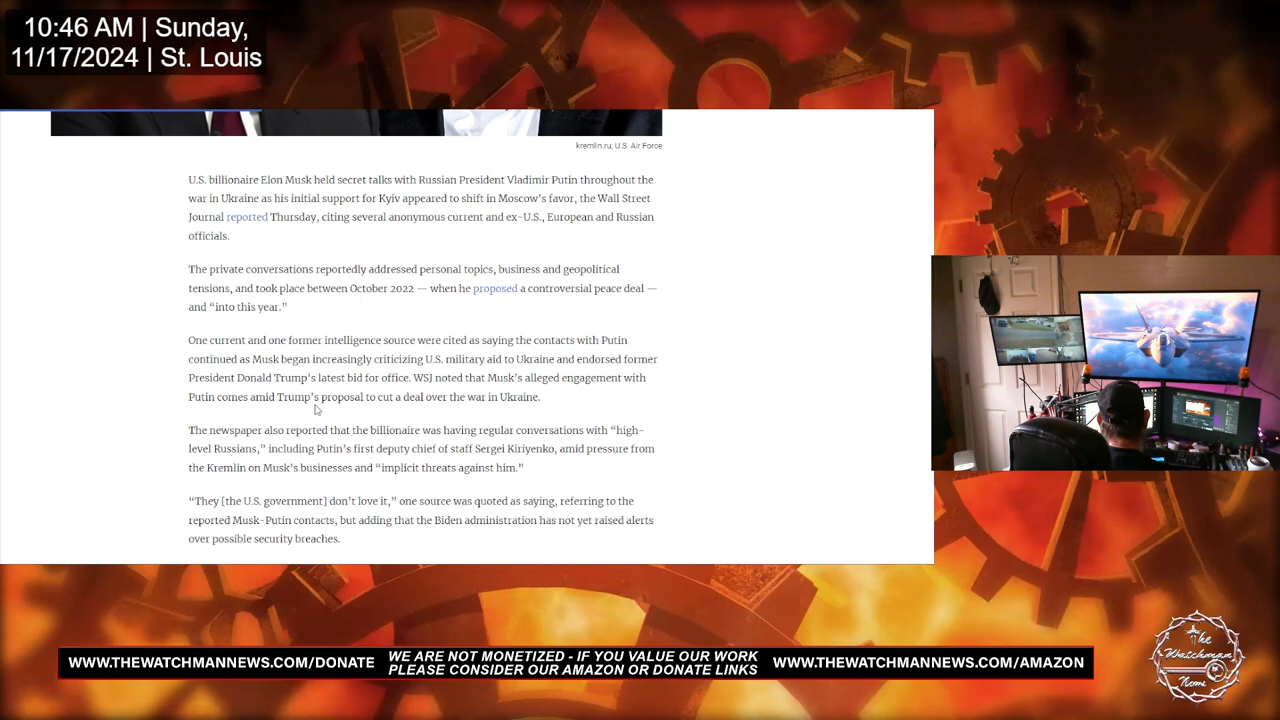 10:46 AM | Sunday,
11/17/2024 | St. Louis
kremlin.ru; U.S. Air Force
U.S. billionaire Elon Musk held secret talks with Russian President Vladimir Putin throughout the
war in Ukraine as his initial support for Kyiv appeared to shift in Moscow's favor, the Wall Street
Journal reported Thursday, citing several anonymous current and ex-U.S., European and Russian
officials.
The private conversations reportedly addressed personal topics, business and geopolitical
tensions, and took place between October 2022 — when he proposed a controversial peace deal —
and “into this year.”
One current and one former intelligence source were cited as saying the contacts with Putin
continued as Musk began increasingly criticizing U.S. military aid to Ukraine and endorsed former
President Donald Trump's latest bid for office. WSJ noted that Musk's alleged engagement with
Putin comes amid Trump's proposal to cut a deal over the war in Ukraine.
The newspaper also reported that the billionaire was having regular conversations with “high-
level Russians,” including Putin's first deputy chief of staff Sergei Kiriyenko, amid pressure from
the Kremlin on Musk's businesses and “implicit threats against him.”
“They [the U.S. government] don't love it,” one source was quoted as saying, referring to the
reported Musk-Putin contacts, but adding that the Biden administration has not yet raised alerts
over possible security breaches.
WWW.THEWATCHMANNEWS.COM/DONATE
WE ARE NOT MONETIZED - IF YOU VALUE OUR WORK
PLEASE CONSIDER OUR AMAZON OR DONATE LINKS
WWW.THEWATCHMANNEWS.COM/AMAZON
The
Watchman
Nome